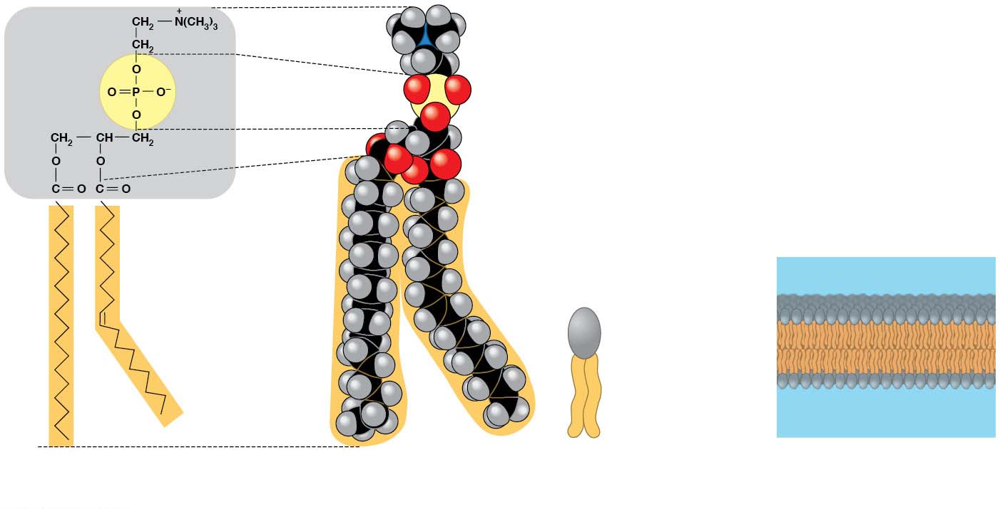 CH₂ — N⁺(CH₃)₃
CH₂
O
O = P — O⁻
O
CH₂ — CH — CH₂
O O
C = O C = O